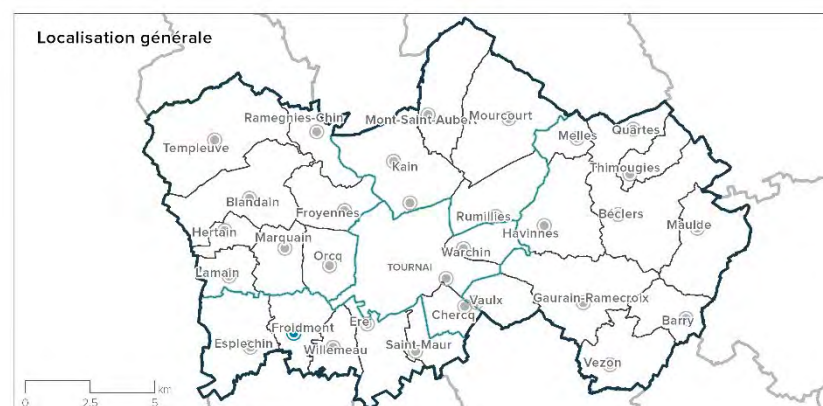 Localisation générale
Ramegnies-Chin
Mont-Saint-Aubert
Mourcourt
Quartes
Melles
Templeuve
Kain
Thimougies
Blandain
Froyennes
Rumillies
Béclers
Hertain
Havinnes
Maulde
Marquain
Warchin
Orcq
TOURNAI
Lamain
Vaulx
Gaurain-Ramecroix
Chercq
Barry
Froidmont
Ere
Esplechin
Willemeau
Saint-Maur
Vezon
km
0 2.5 5